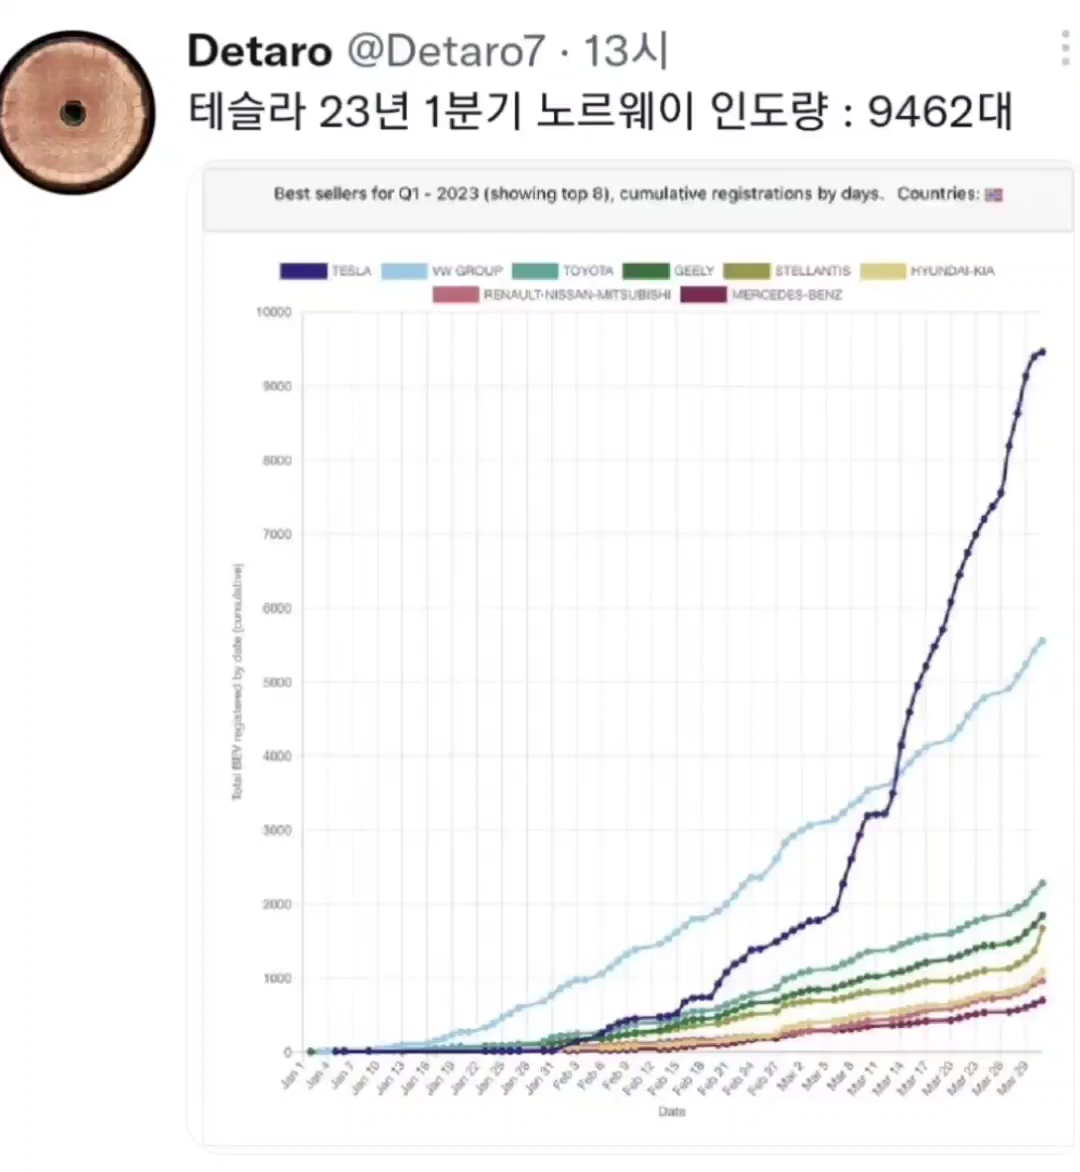 Detaro @Detaro7 · 13시
테슬라 23년 1분기 노르웨이 인도량 : 9462대
Best sellers for Q1 - 2023 (showing top 8), cumulative registrations by days. Countries:
TESLA VW GROUP TOYOTA GEELY STELLANTIS HYUNDAI-KIA
RENAULT-NISSAN-MITSUBISHI MERCEDES-BENZ
10000
9000
8000
7000
6000
5000
4000
3000
2000
1000
0
Total BEV registered by date (cumulative)
Jan 1 Jan 4 Jan 7 Jan 10 Jan 13 Jan 16 Jan 19 Jan 22 Jan 25 Jan 28 Jan 31 Feb 3 Feb 6 Feb 9 Feb 12 Feb 15 Feb 18 Feb 21 Feb 24 Feb 27 Mar 2 Mar 5 Mar 8 Mar 11 Mar 14 Mar 17 Mar 20 Mar 23 Mar 26 Mar 29
Date